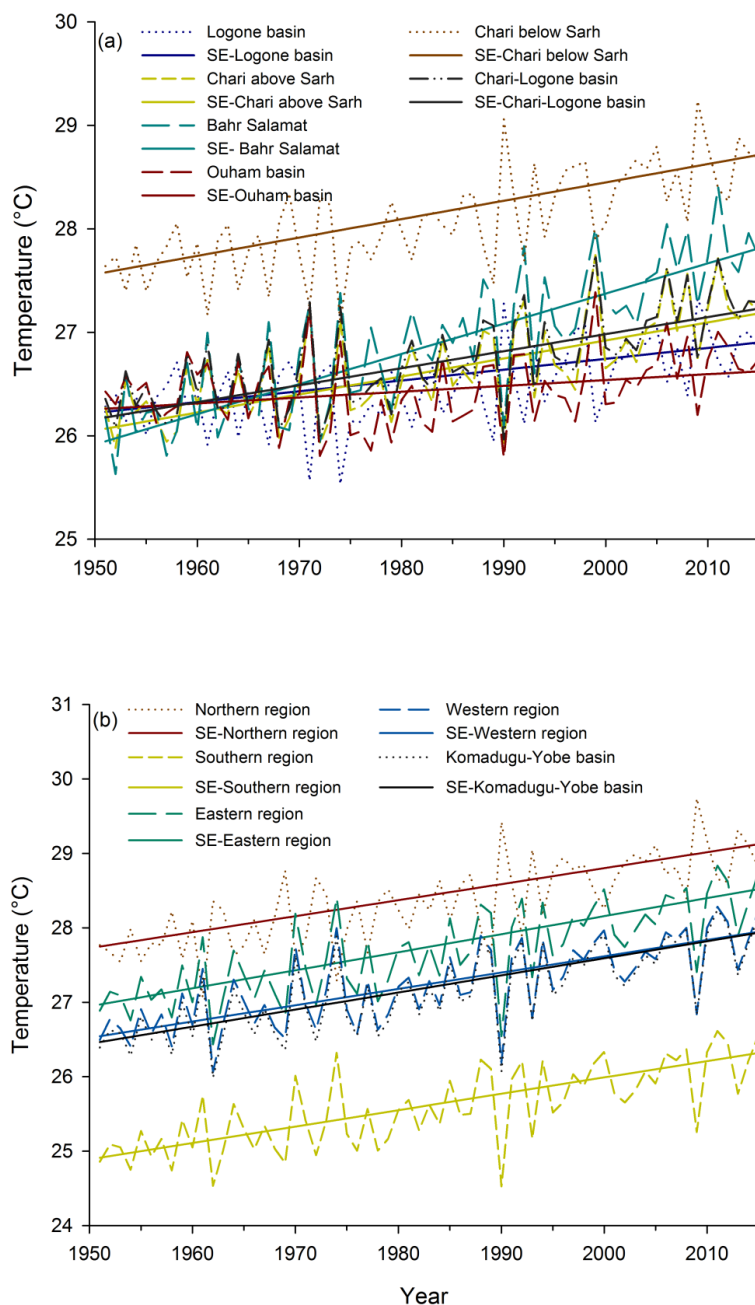 30
(a)
Logone basin
SE-Logone basin
Chari above Sarh
SE-Chari above Sarh
Bahr Salamat
SE- Bahr Salamat
Ouham basin
SE-Ouham basin
Chari below Sarh
SE-Chari below Sarh
Chari-Logone basin
SE-Chari-Logone basin
29
28
27
26
25
Temperature (°C)
1950 1960 1970 1980 1990 2000 2010
31
(b)
Northern region
SE-Northern region
Southern region
SE-Southern region
Eastern region
SE-Eastern region
Western region
SE-Western region
Komadugu-Yobe basin
SE-Komadugu-Yobe basin
30
29
28
27
26
25
24
Temperature (°C)
1950 1960 1970 1980 1990 2000 2010
Year